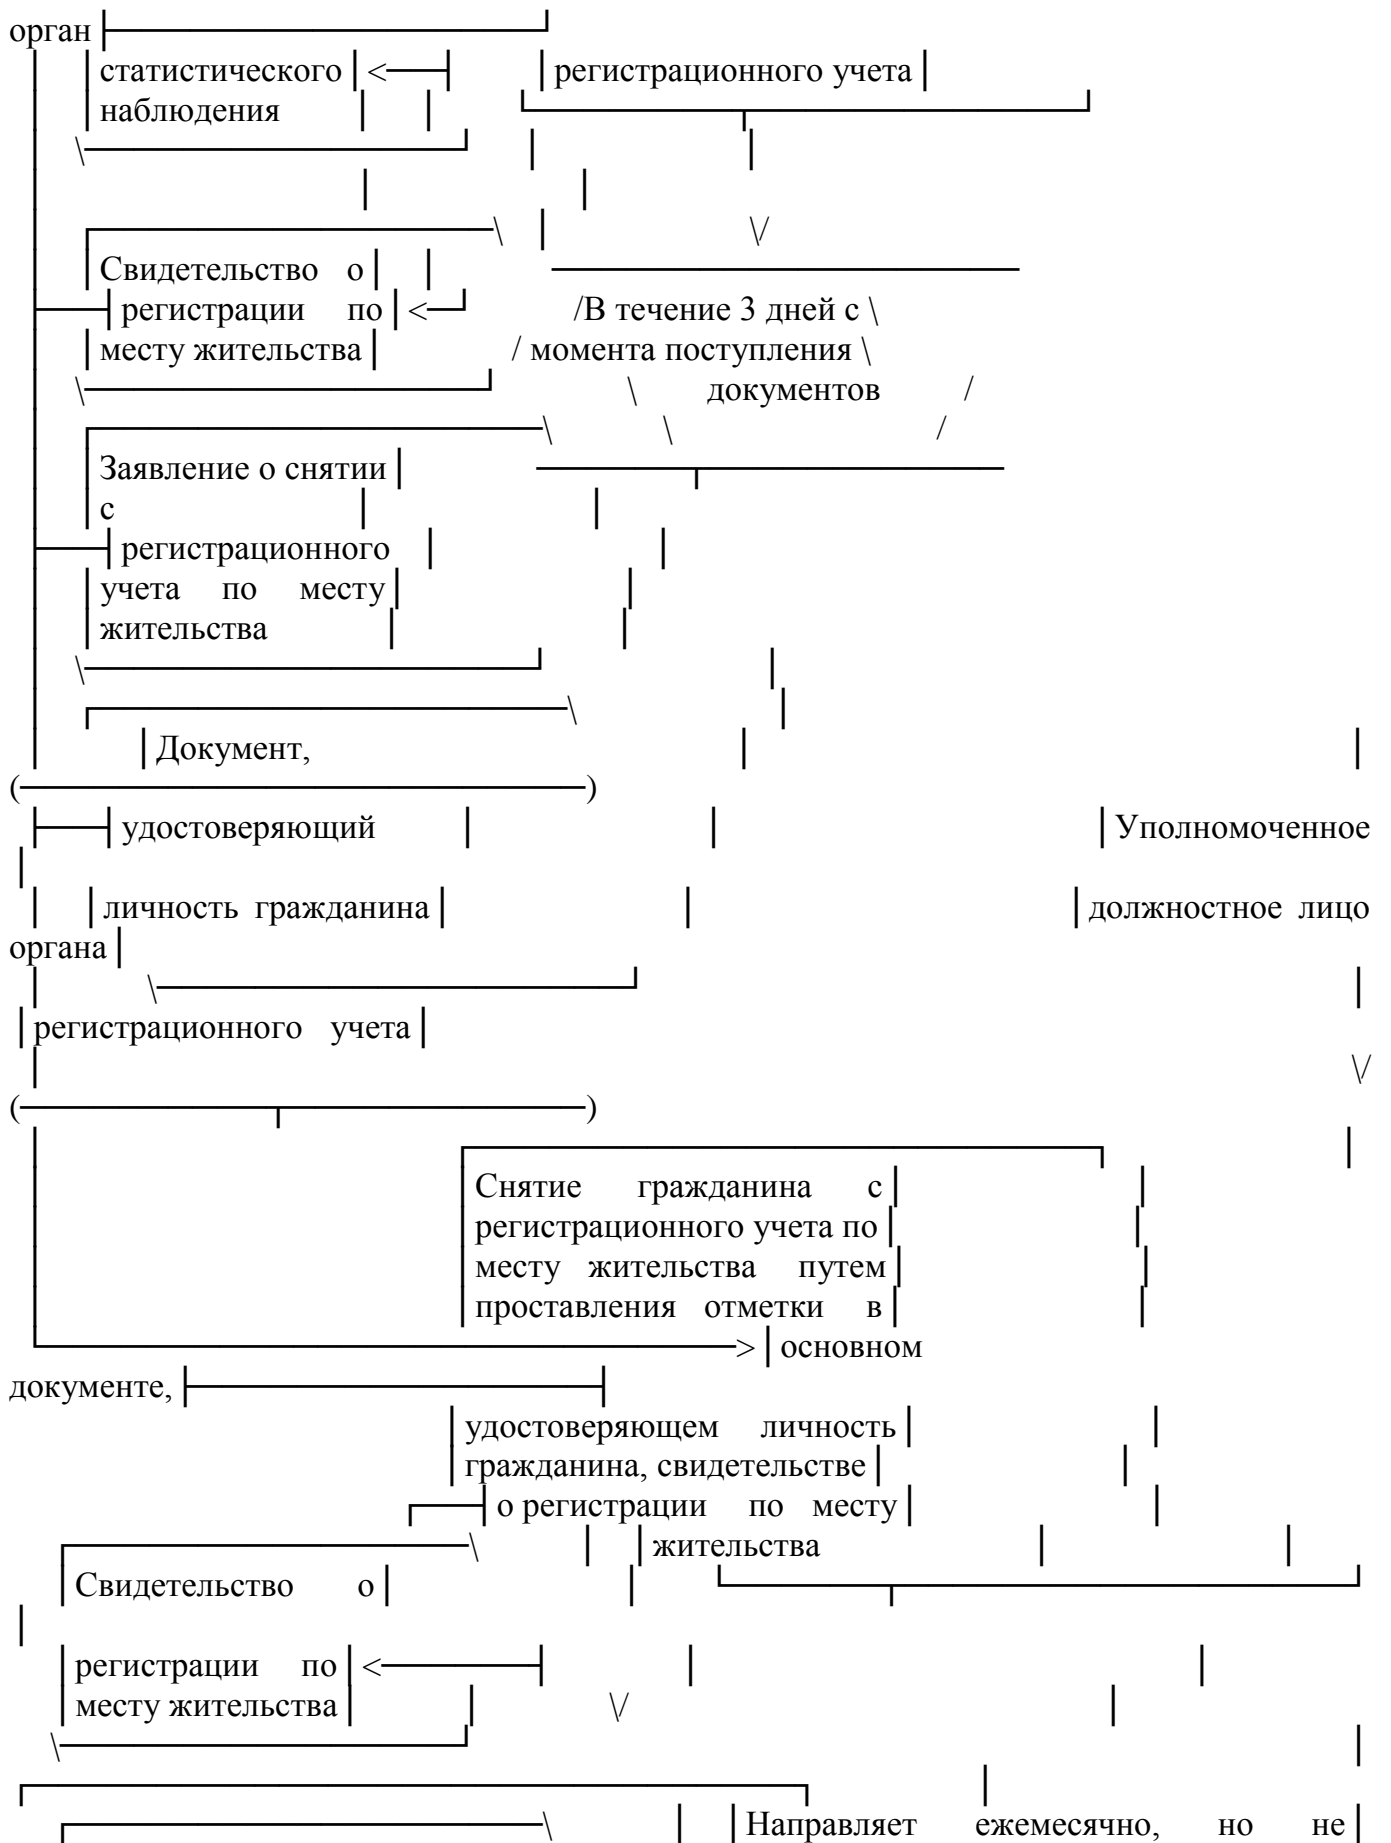 орган
статистического <  регистрационного учета
наблюдения
\
\ \/
Свидетельство о
регистрации по < /В течение 3 дней с \
месту жительства / момента поступления \
\ \ документов /
\ \ /
Заявление о снятии
с
регистрационного
учета по месту
жительства
\
\
Документ,
( )
удостоверяющий Уполномоченное
личность гражданина должностное лицо
органа
\
регистрационного учета
\/
( )
Снятие гражданина с
регистрационного учета по
месту жительства путем
проставления отметки в
> основном
документе,
удостоверяющем личность
гражданина, свидетельстве
о регистрации по месту
\ жительства
Свидетельство о
регистрации по <
месту жительства \/
\
\ Направляет ежемесячно, но не